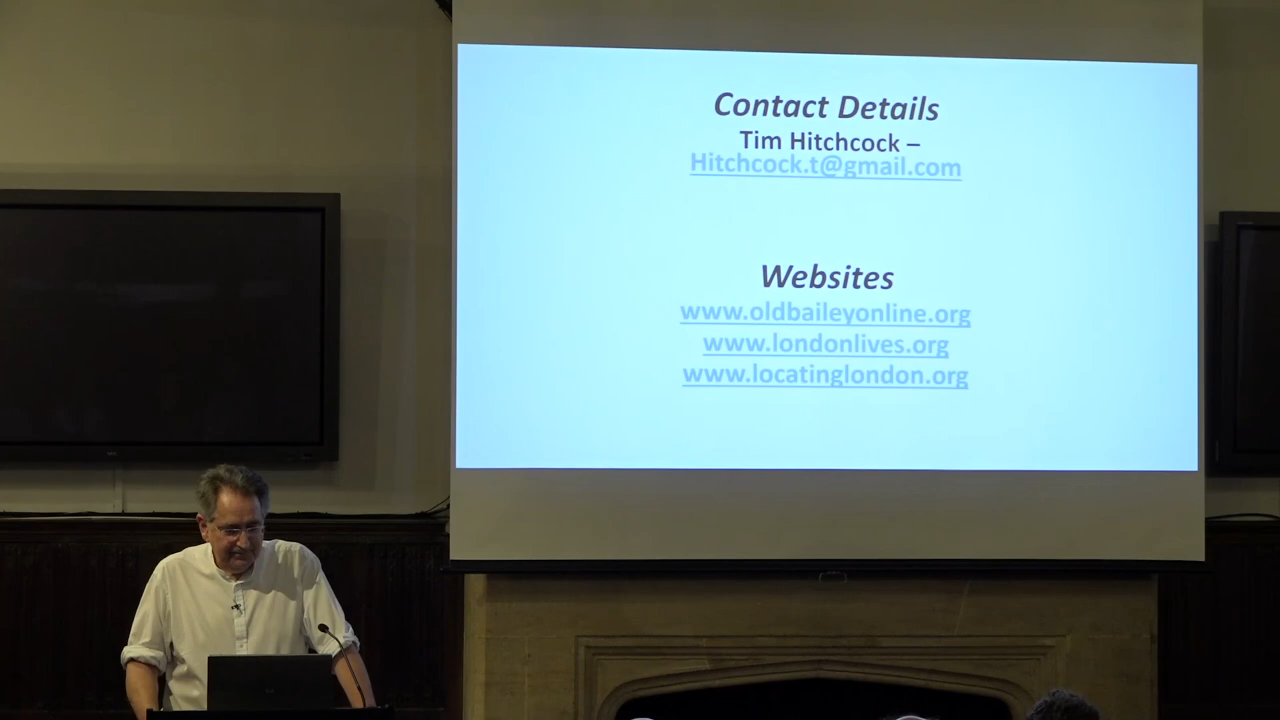 Contact Details
Tim Hitchcock –
Hitchcock.t@gmail.com
Websites
www.oldbaileyonline.org
www.londonlives.org
www.locatinglondon.org